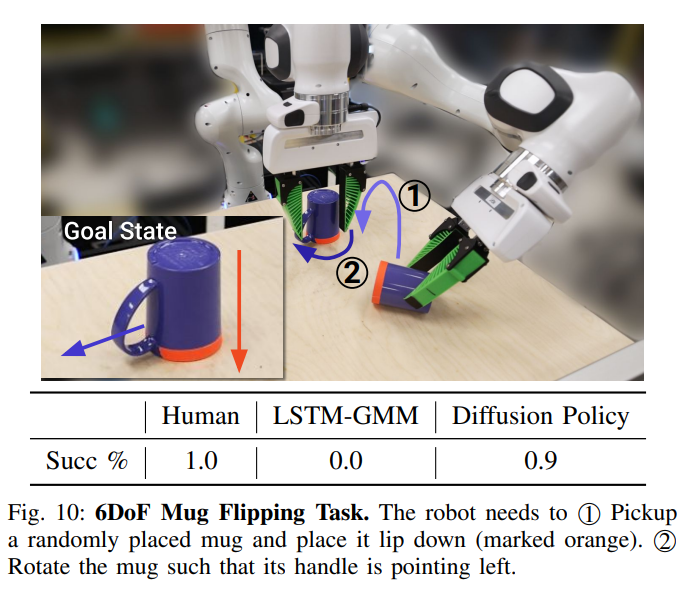 Goal State
①
②
Human LSTM-GMM Diffusion Policy
Succ % 1.0 0.0 0.9
Fig. 10: 6DoF Mug Flipping Task. The robot needs to ① Pickup
a randomly placed mug and place it lip down (marked orange). ②
Rotate the mug such that its handle is pointing left.